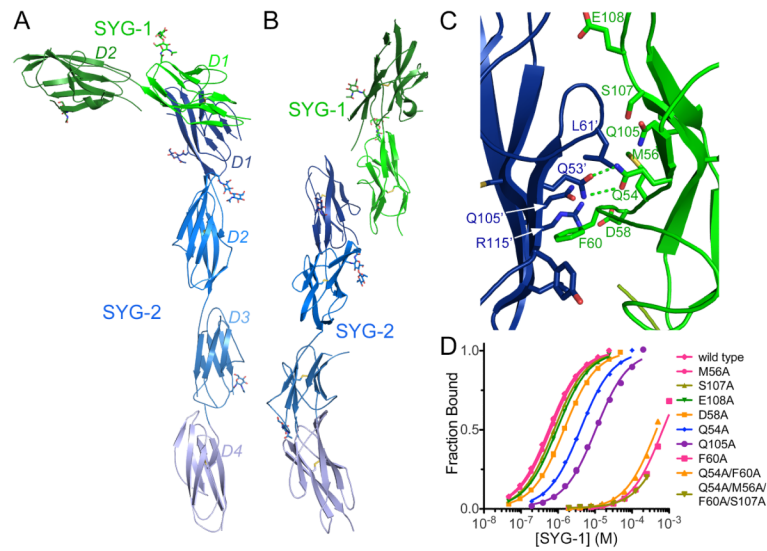 A
SYG-1
D2
D1
D1
D2
SYG-2
D3
D4
B
SYG-1
SYG-2
C
E108
S107
L61'
Q105
M56
Q53'
Q54
Q105'
D58
R115'
F60
D
Fraction Bound
1.0
0.5
0.0
10-8
10-7
10-6
10-5
10-4
10-3
[SYG-1] (M)
wild type
M56A
S107A
E108A
D58A
Q54A
Q105A
F60A
Q54A/F60A
Q54A/M56A/
F60A/S107A